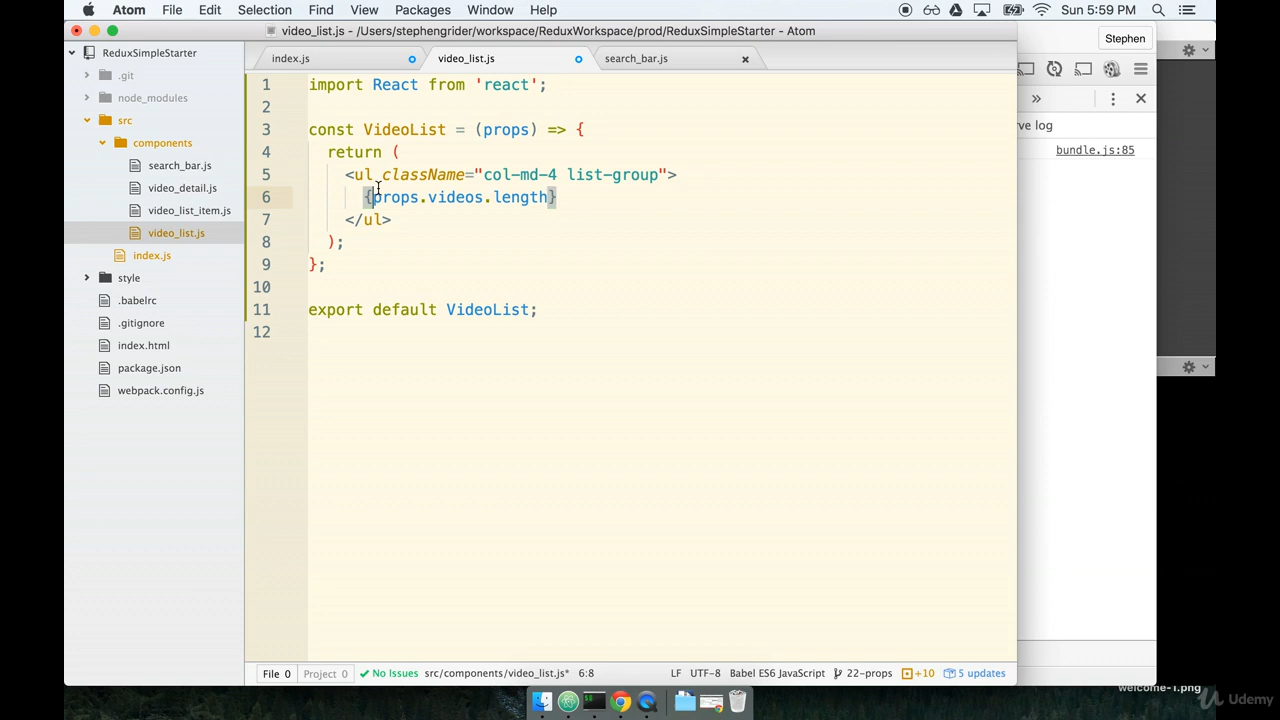 Atom File Edit Selection Find View Packages Window Help Sun 5:59 PM
video_list.js - /Users/stephengrider/workspace/ReduxWorkspace/prod/ReduxSimpleStarter - Atom
Stephen
ReduxSimpleStarter
index.js video_list.js search_bar.js
.git
node_modules
src
components
search_bar.js
video_detail.js
video_list_item.js
video_list.js
index.js
style
.babelrc
.gitignore
index.html
package.json
webpack.config.js
1 import React from 'react';
2
3 const VideoList = (props) => {
4 return (
5 <ul className="col-md-4 list-group">
6 {props.videos.length}
7 </ul>
8 );
9 };
10
11 export default VideoList;
12
»
rve log
bundle.js:85
File 0 Project 0 No Issues src/components/video_list.js* 6:8 LF UTF-8 Babel ES6 JavaScript 22-props +10 5 updates
welcome-1.png
Udemy